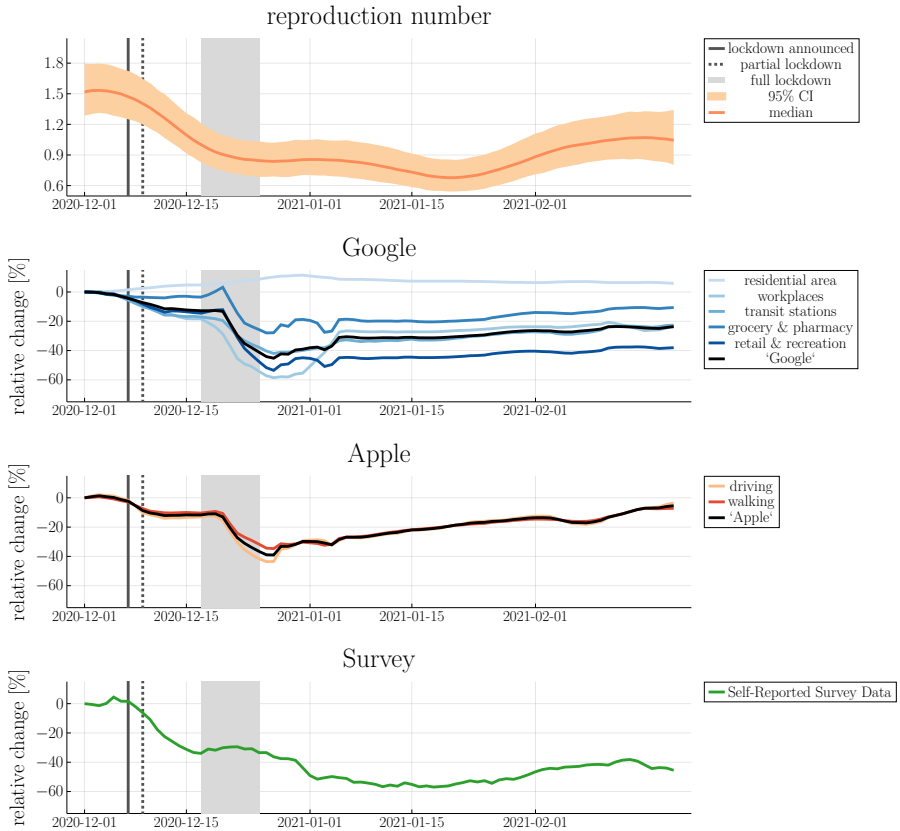 reproduction number
1.8
1.5
1.2
0.9
0.6
2020-12-01
2020-12-15
2021-01-01
2021-01-15
2021-02-01
lockdown announced
partial lockdown
full lockdown
95% CI
median
Google
relative change [%]
0
−20
−40
−60
2020-12-01
2020-12-15
2021-01-01
2021-01-15
2021-02-01
residential area
workplaces
transit stations
grocery & pharmacy
retail & recreation
‘Google‘
Apple
relative change [%]
0
−20
−40
−60
2020-12-01
2020-12-15
2021-01-01
2021-01-15
2021-02-01
driving
walking
‘Apple‘
Survey
relative change [%]
0
−20
−40
−60
2020-12-01
2020-12-15
2021-01-01
2021-01-15
2021-02-01
Self-Reported Survey Data